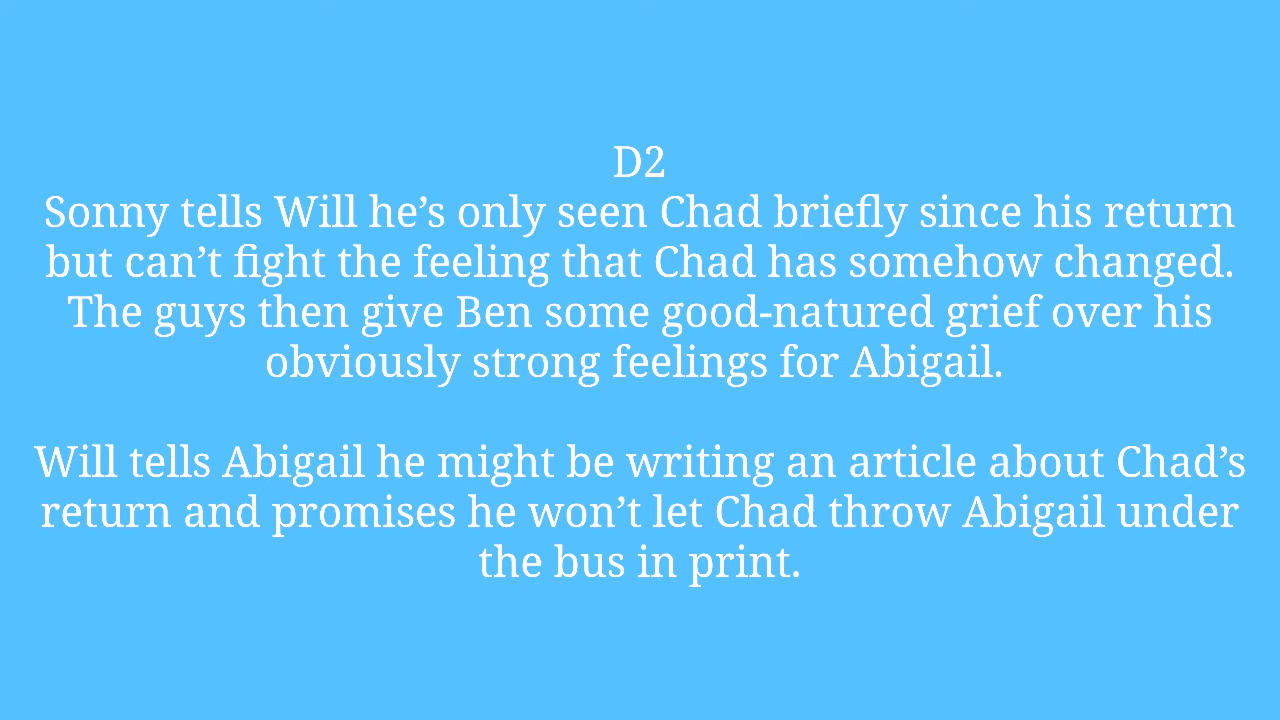 D2
Sonny tells Will he’s only seen Chad briefly since his return
but can’t fight the feeling that Chad has somehow changed.
The guys then give Ben some good-natured grief over his
obviously strong feelings for Abigail.
Will tells Abigail he might be writing an article about Chad’s
return and promises he won’t let Chad throw Abigail under
the bus in print.